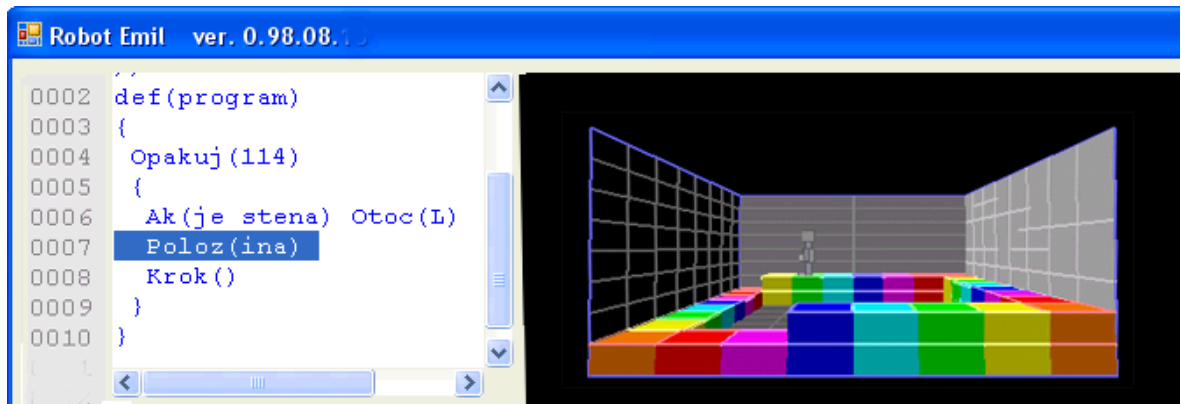 Robot Emil ver. 0.98.08.
0002 def(program)
0003 {
0004 Opakuj(114)
0005 {
0006 Ak(je stena) Otoc(L)
0007 Poloz(ina)
0008 Krok()
0009 }
0010 }